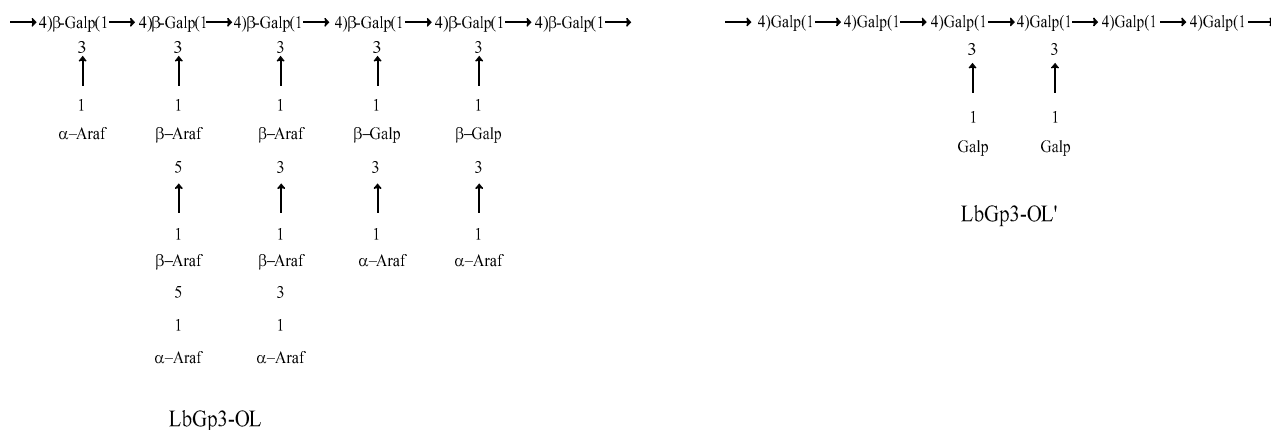 4)β-Galp(1 4)β-Galp(1 4)β-Galp(1 4)β-Galp(1 4)β-Galp(1 4)β-Galp(1
3 3 3 3 3
1 1 1 1 1
α–Araf β–Araf β–Araf β–Galp β–Galp
5 3 3 3
1 1 1 1
β–Araf β–Araf α–Araf α–Araf
5 3
1 1
α–Araf α–Araf
LbGp3-OL
4)Galp(1 4)Galp(1 4)Galp(1 4)Galp(1 4)Galp(1 4)Galp(1
3 3
1 1
Galp Galp
LbGp3-OL'